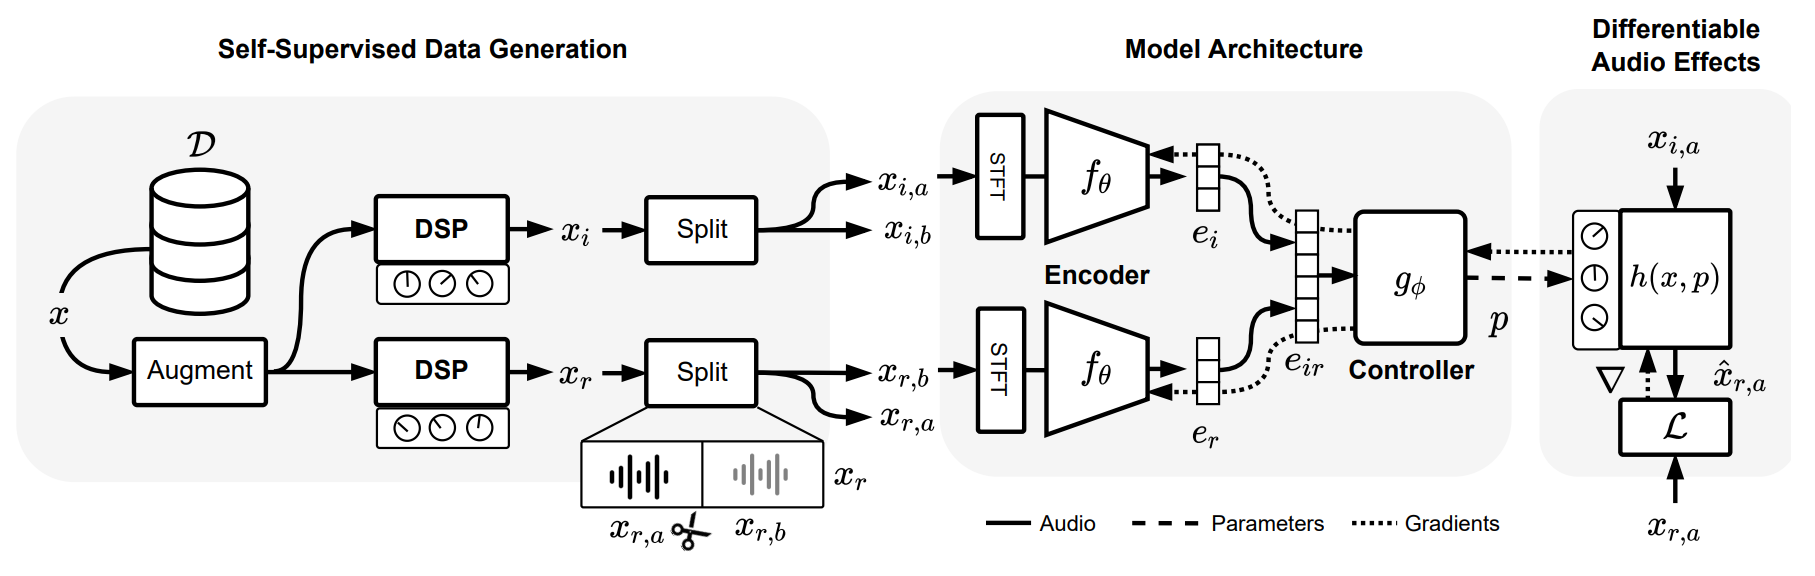 Self-Supervised Data Generation
Model Architecture
Differentiable
Audio Effects
𝒟
x
Augment
DSP
DSP
x_i
x_r
Split
Split
x_{i,a}
x_{i,b}
x_{r,b}
x_{r,a}
x_r
x_{r,a}
x_{r,b}
STFT
f_θ
e_i
Encoder
STFT
f_θ
e_r
e_{ir}
g_ϕ
Controller
p
x_{i,a}
h(x, p)
∇
x̂_{r,a}
ℒ
x_{r,a}
Audio
Parameters
Gradients